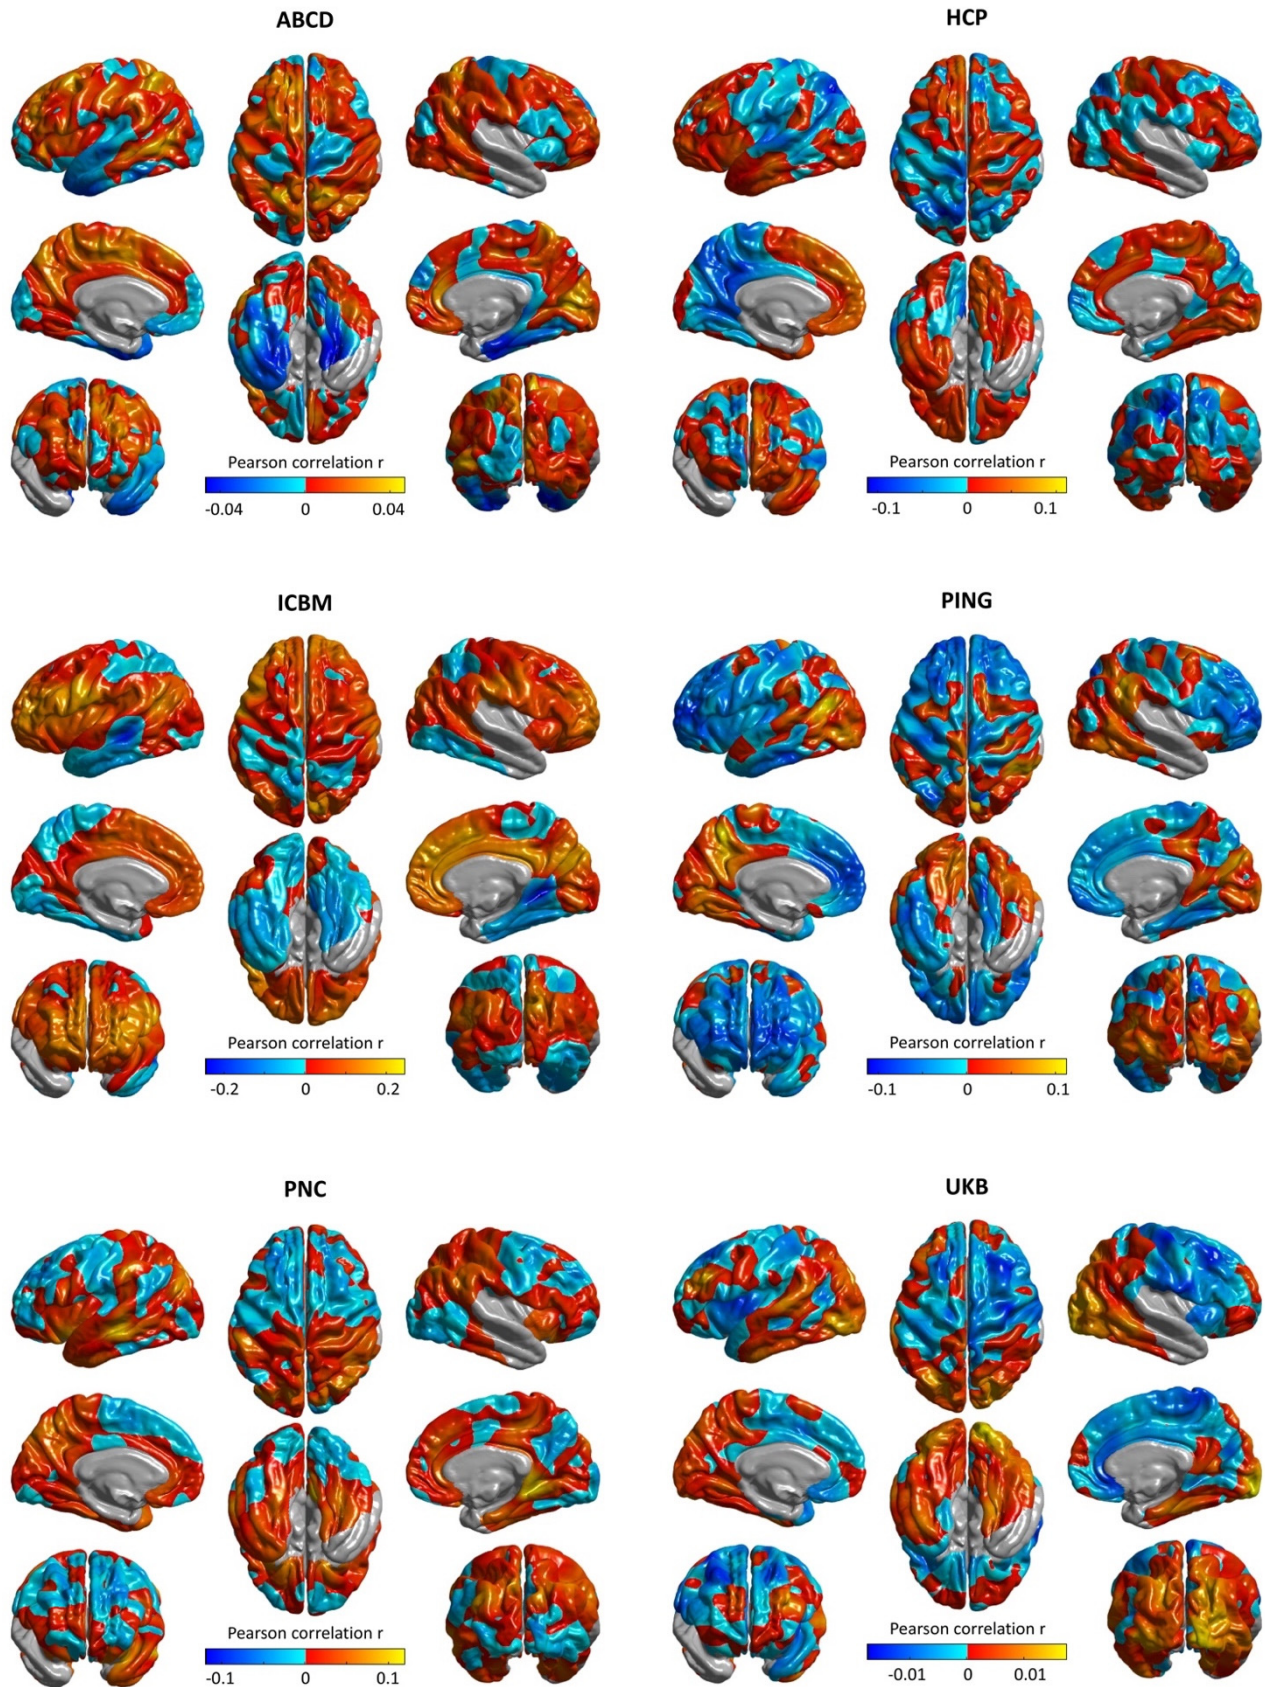 ABCD
HCP
Pearson correlation r
-0.04 0 0.04
Pearson correlation r
-0.1 0 0.1
ICBM
PING
Pearson correlation r
-0.2 0 0.2
Pearson correlation r
-0.1 0 0.1
PNC
UKB
Pearson correlation r
-0.1 0 0.1
Pearson correlation r
-0.01 0 0.01